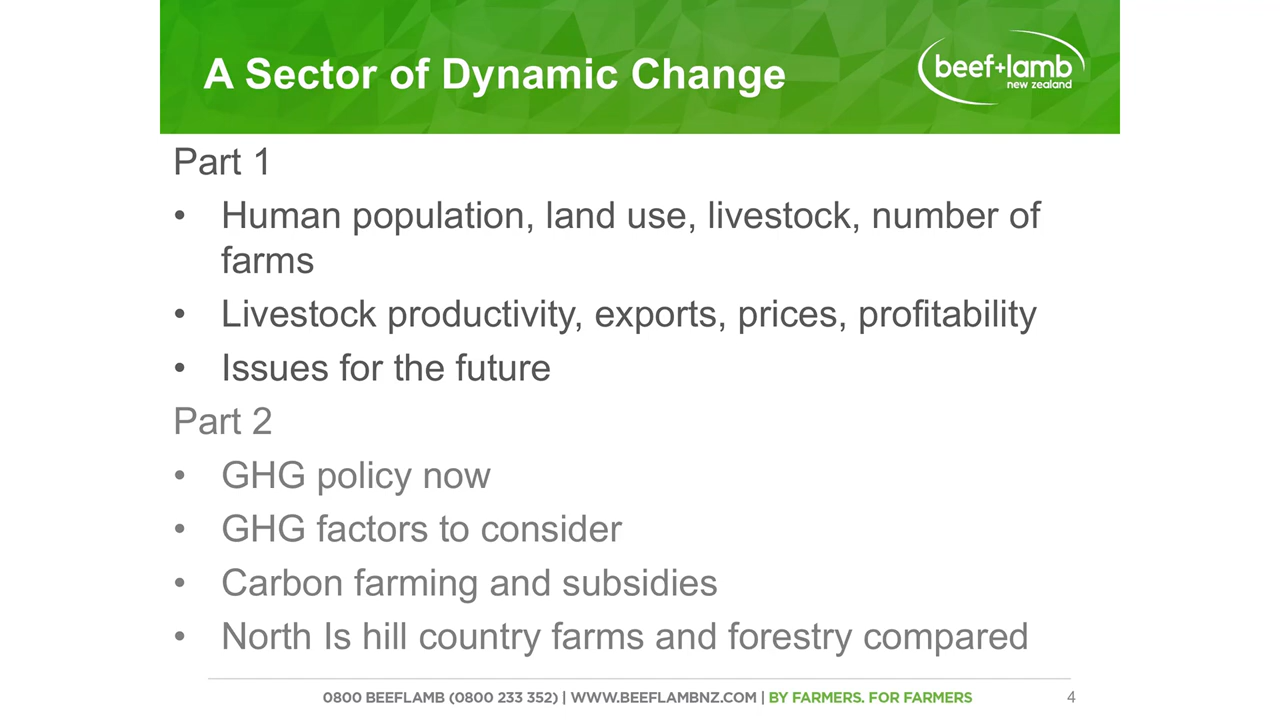 A Sector of Dynamic Change
beef+lamb
new zealand
Part 1
• Human population, land use, livestock, number of
farms
• Livestock productivity, exports, prices, profitability
• Issues for the future
Part 2
• GHG policy now
• GHG factors to consider
• Carbon farming and subsidies
• North Is hill country farms and forestry compared
0800 BEEFLAMB (0800 233 352) | WWW.BEEFLAMBNZ.COM | BY FARMERS. FOR FARMERS 4